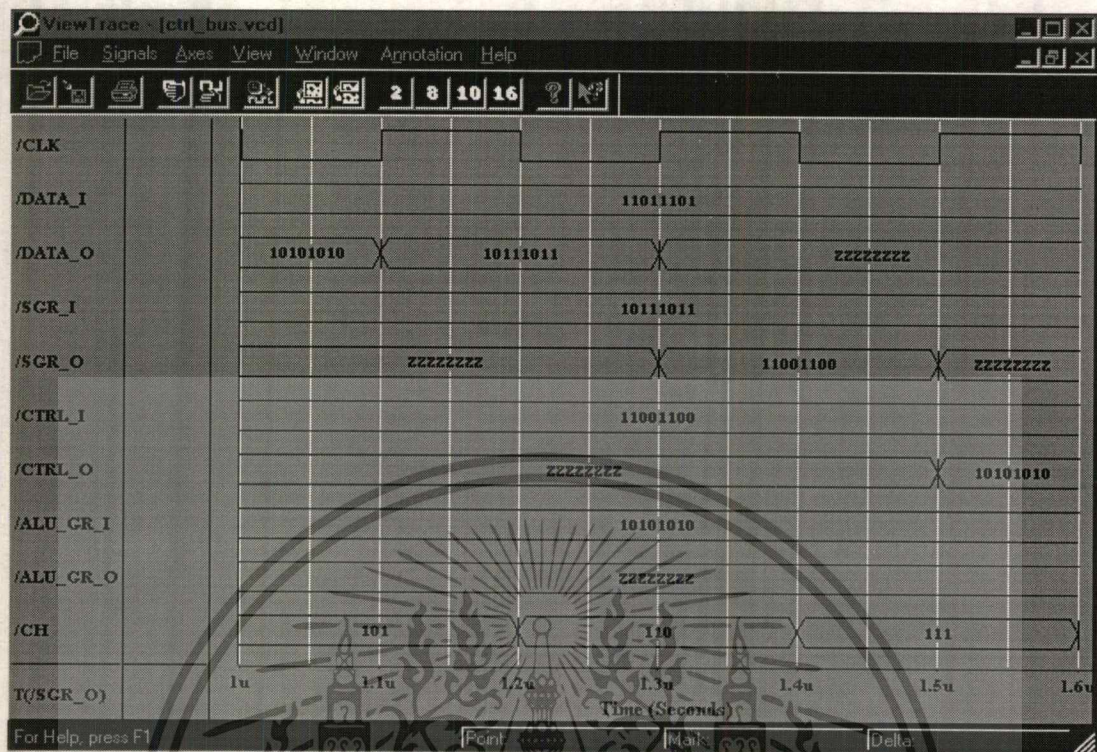 ViewTrace - [ctrl_bus.vcd]
File Signals Axes View Window Annotation Help
2 8 10 16
/CLK
/DATA_I 11011101
/DATA_O 10101010 10111011 ZZZZZZZZ
/SGR_I 10111011
/SGR_O ZZZZZZZZ 11001100 ZZZZZZZZ
/CTRL_I 11001100
/CTRL_O ZZZZZZZZ 10101010
/ALU_GR_I 10101010
/ALU_GR_O ZZZZZZZZ
/CH 101 110 111
T(/SGR_O) 1u 1.1u 1.2u 1.3u 1.4u 1.5u 1.6u
Time (Seconds)
For Help, press F1 Point: Mark: Delta: